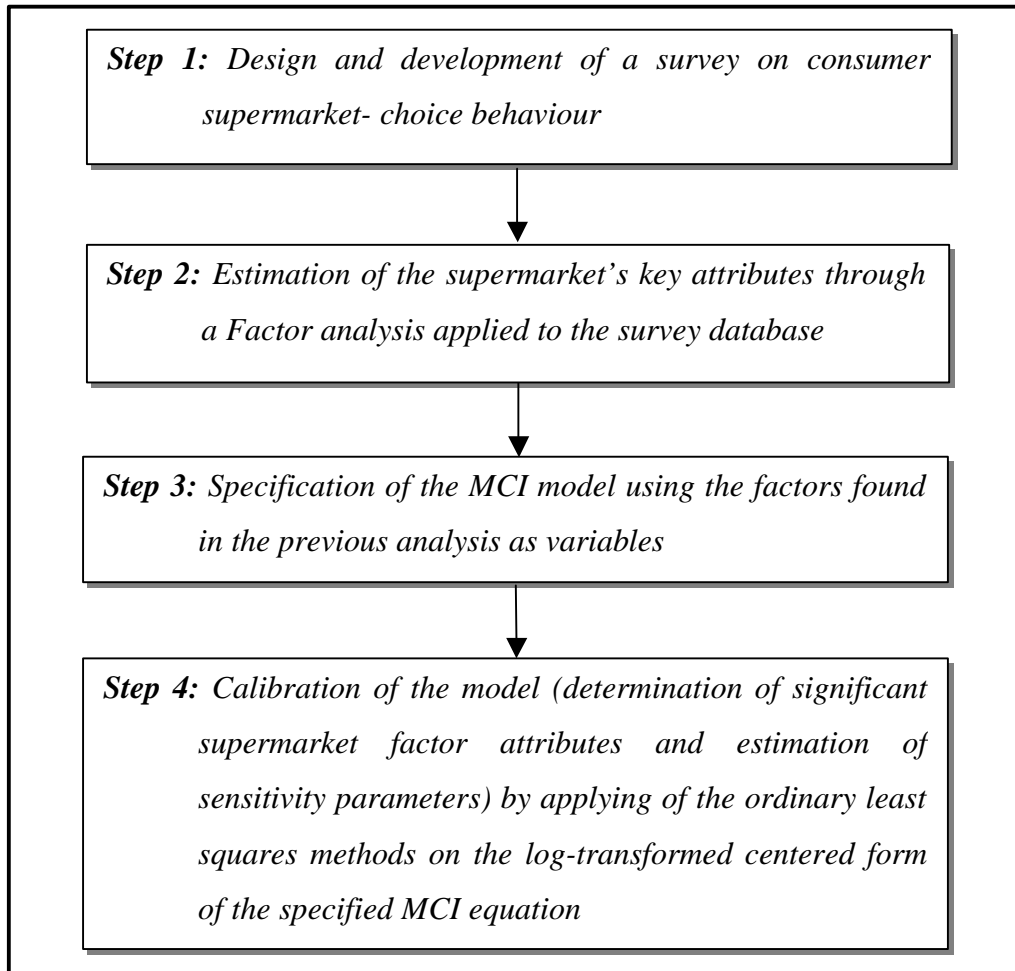 Step 1: Design and development of a survey on consumer
supermarket- choice behaviour
Step 2: Estimation of the supermarket's key attributes through
a Factor analysis applied to the survey database
Step 3: Specification of the MCI model using the factors found
in the previous analysis as variables
Step 4: Calibration of the model (determination of significant
supermarket factor attributes and estimation of
sensitivity parameters) by applying of the ordinary least
squares methods on the log-transformed centered form
of the specified MCI equation